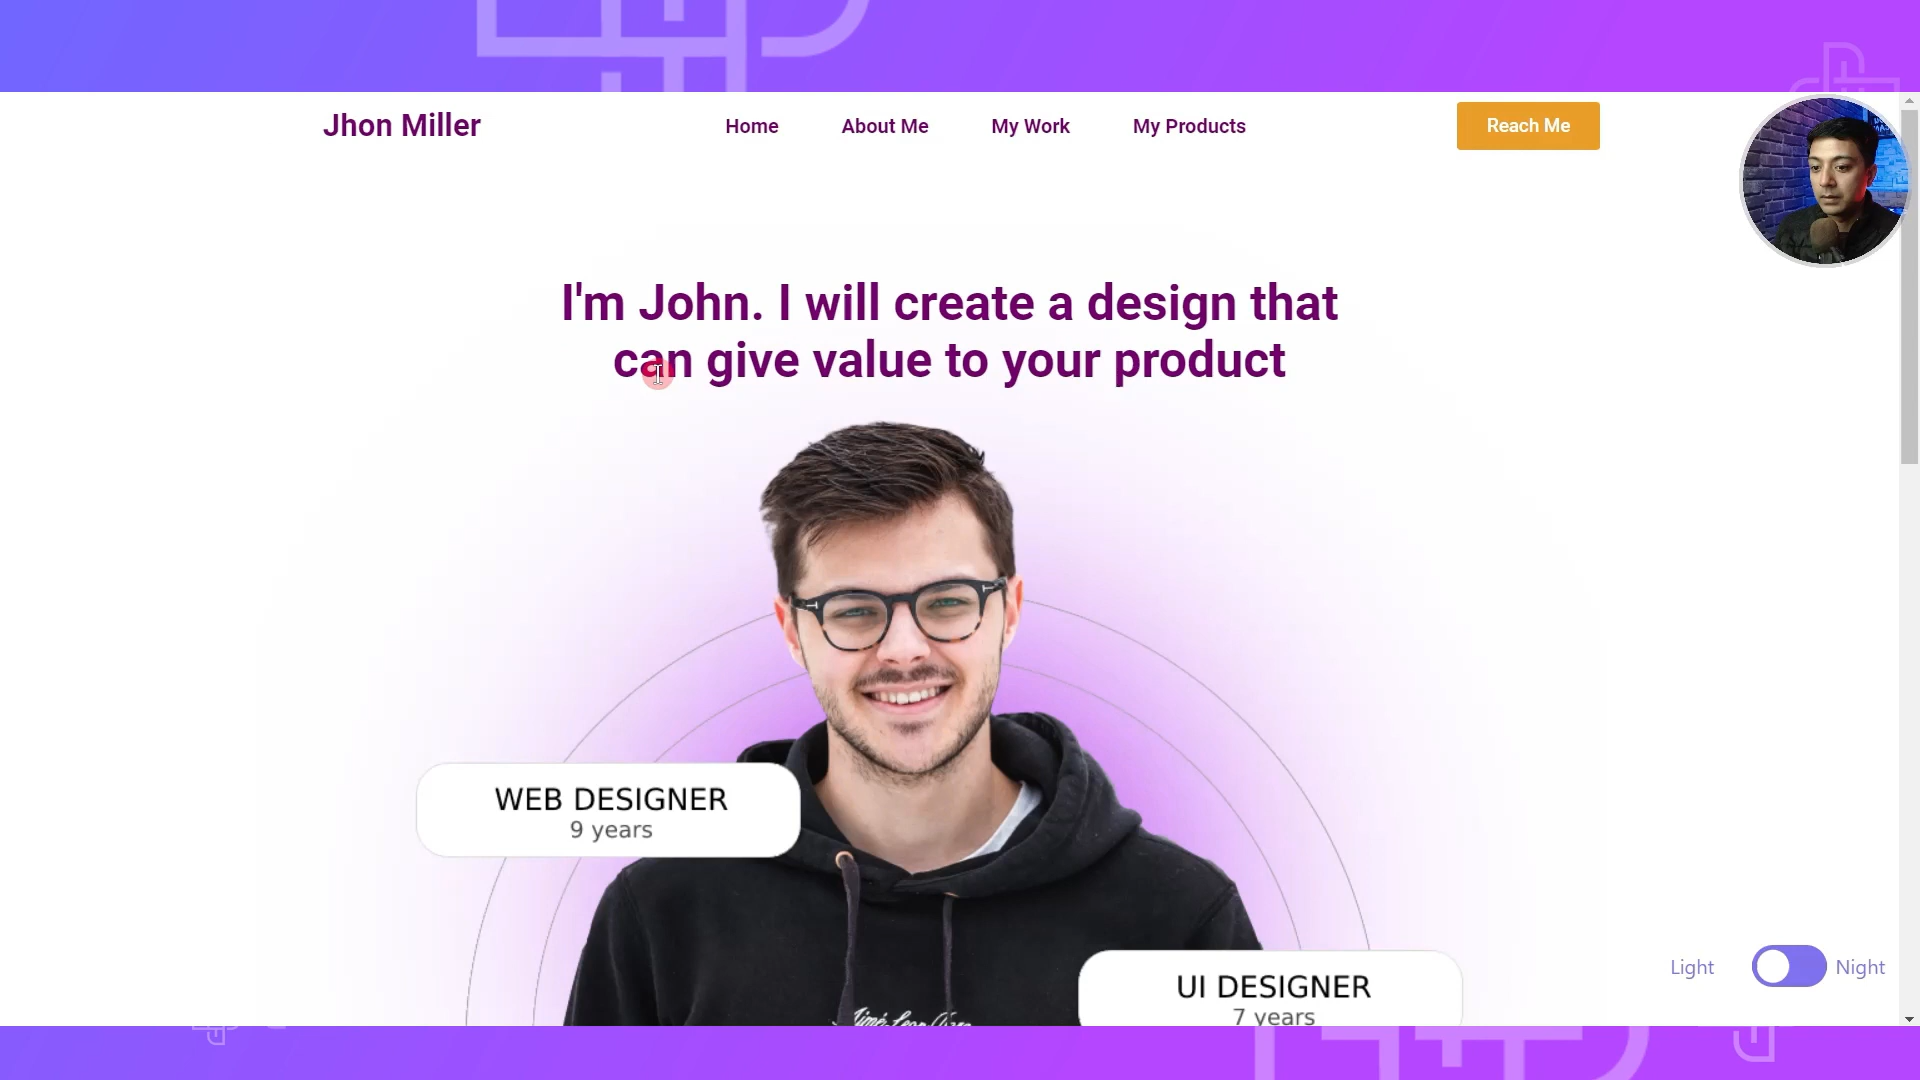 Jhon Miller
Home
About Me
My Work
My Products
Reach Me
I'm John. I will create a design that
can give value to your product
WEB DESIGNER
9 years
UI DESIGNER
7 years
Light
Night